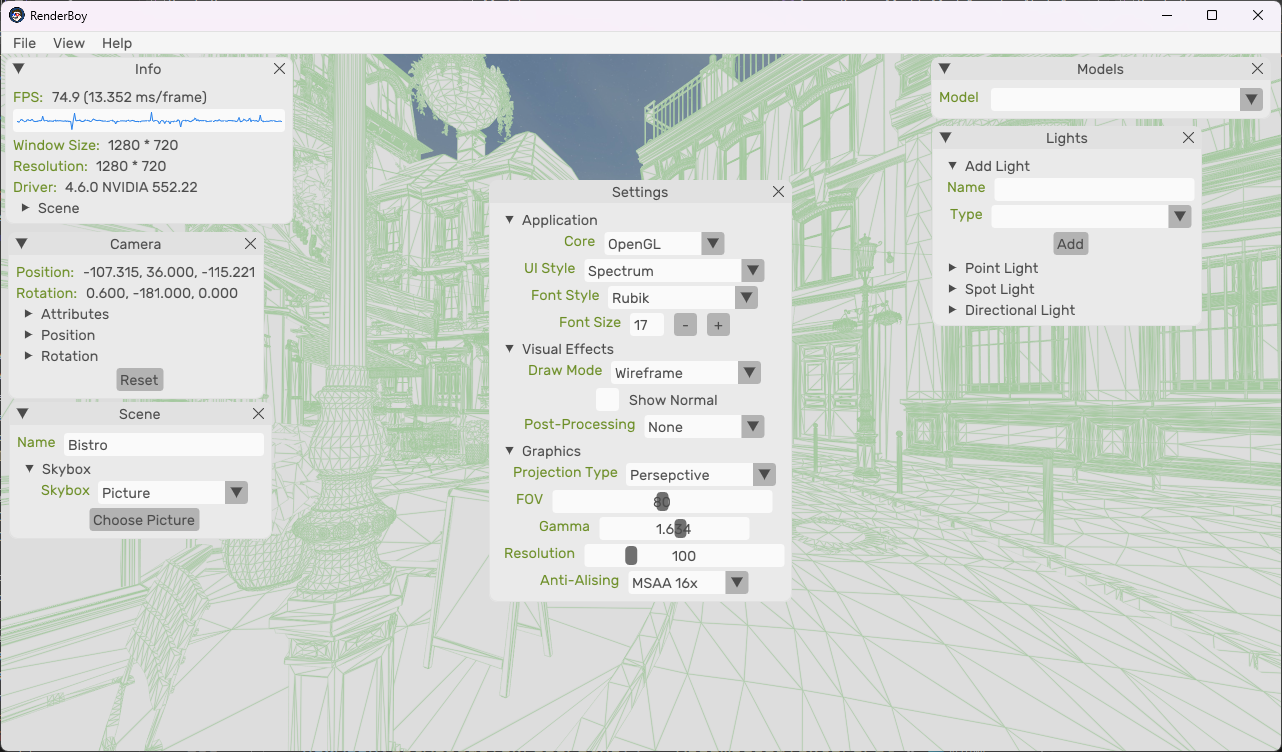 RenderBoy
File View Help
Info
FPS: 74.9 (13.352 ms/frame)
Window Size: 1280 * 720
Resolution: 1280 * 720
Driver: 4.6.0 NVIDIA 552.22
Scene
Camera
Position: -107.315, 36.000, -115.221
Rotation: 0.600, -181.000, 0.000
Attributes
Position
Rotation
Reset
Scene
Name Bistro
Skybox
Skybox Picture
Choose Picture
Settings
Application
Core OpenGL
UI Style Spectrum
Font Style Rubik
Font Size 17 - +
Visual Effects
Draw Mode Wireframe
Show Normal
Post-Processing None
Graphics
Projection Type Persepctive
FOV 80
Gamma 1.634
Resolution 100
Anti-Alising MSAA 16x
Models
Model
Lights
Add Light
Name
Type
Add
Point Light
Spot Light
Directional Light